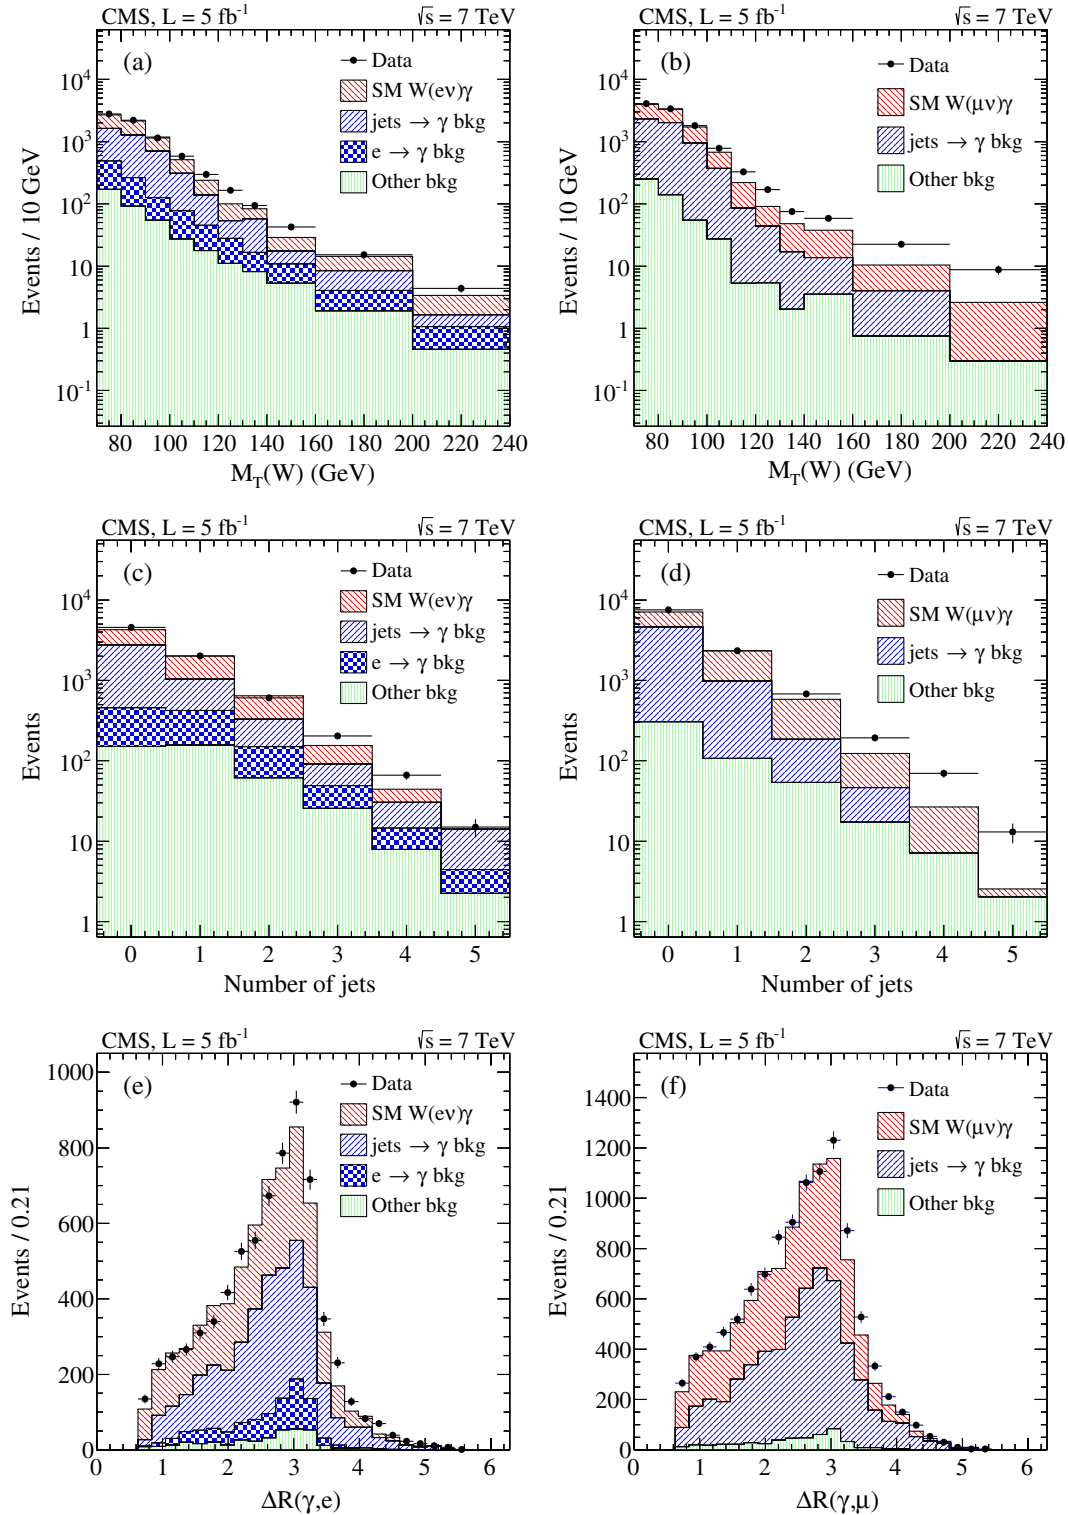 CMS, L = 5 fb⁻¹ √s = 7 TeV
(a)
Data
SM W(eν)γ
jets → γ bkg
e → γ bkg
Other bkg
Events / 10 GeV
10⁴
10³
10²
10
1
10⁻¹
80 100 120 140 160 180 200 220 240
M_T(W) (GeV)
CMS, L = 5 fb⁻¹ √s = 7 TeV
(b)
Data
SM W(μν)γ
jets → γ bkg
Other bkg
Events / 10 GeV
10⁴
10³
10²
10
1
10⁻¹
80 100 120 140 160 180 200 220 240
M_T(W) (GeV)
CMS, L = 5 fb⁻¹ √s = 7 TeV
(c)
Data
SM W(eν)γ
jets → γ bkg
e → γ bkg
Other bkg
Events
10⁴
10³
10²
10
1
0 1 2 3 4 5
Number of jets
CMS, L = 5 fb⁻¹ √s = 7 TeV
(d)
Data
SM W(μν)γ
jets → γ bkg
Other bkg
Events
10⁴
10³
10²
10
1
0 1 2 3 4 5
Number of jets
CMS, L = 5 fb⁻¹ √s = 7 TeV
(e)
Data
SM W(eν)γ
jets → γ bkg
e → γ bkg
Other bkg
Events / 0.21
1000
800
600
400
200
0
0 1 2 3 4 5 6
ΔR(γ,e)
CMS, L = 5 fb⁻¹ √s = 7 TeV
(f)
Data
SM W(μν)γ
jets → γ bkg
Other bkg
Events / 0.21
1400
1200
1000
800
600
400
200
0
0 1 2 3 4 5 6
ΔR(γ,μ)